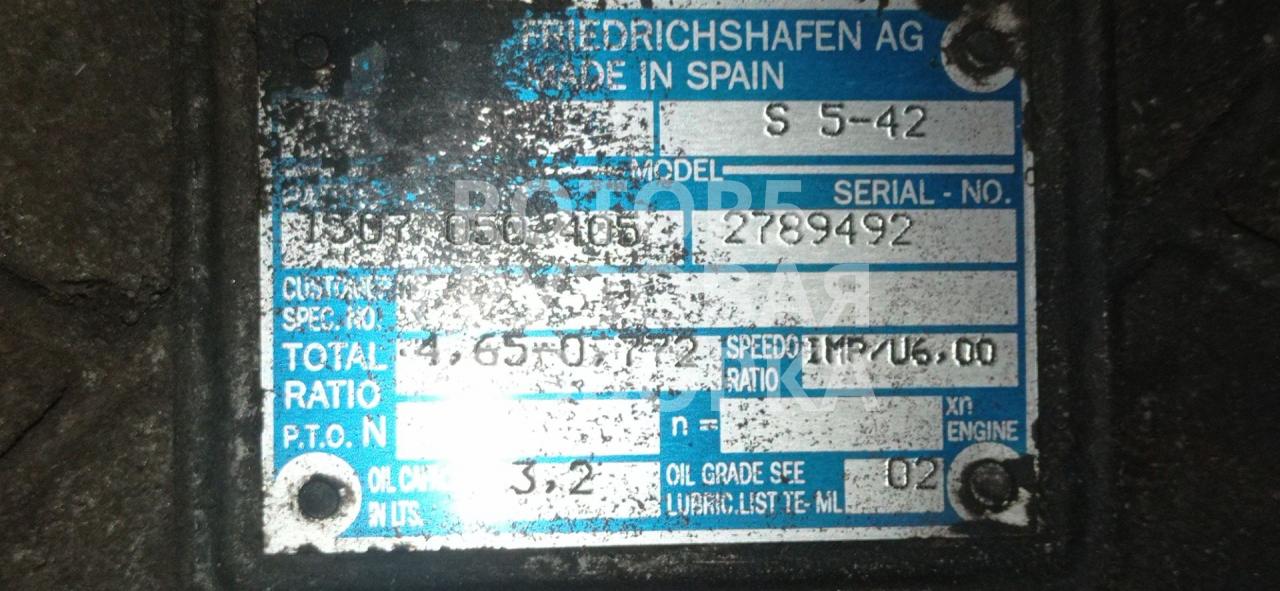 FRIEDRICHSHAFEN AG
MADE IN SPAIN
S 5-42
MODEL
SERIAL - NO.
1307 050 405 2789492
CUSTOMER
SPEC. NO.
TOTAL RATIO 4,65-0,772 SPEEDO RATIO IMP/U6,00
P.T.O. N n = xn ENGINE
OIL IN LTS. 3,2 OIL GRADE SEE LUBRIC.LIST TE-ML 02